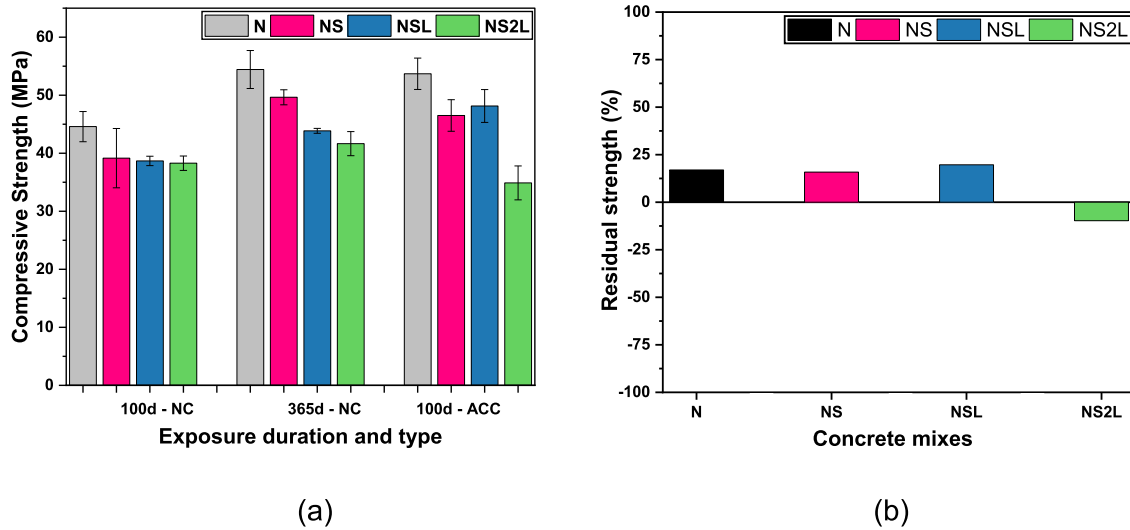 N NS NSL NS2L
Compressive Strength (MPa)
60
50
40
30
20
10
0
100d - NC 365d - NC 100d - ACC
Exposure duration and type
(a)
N NS NSL NS2L
Residual strength (%)
100
75
50
25
0
-25
-50
-75
-100
N NS NSL NS2L
Concrete mixes
(b)